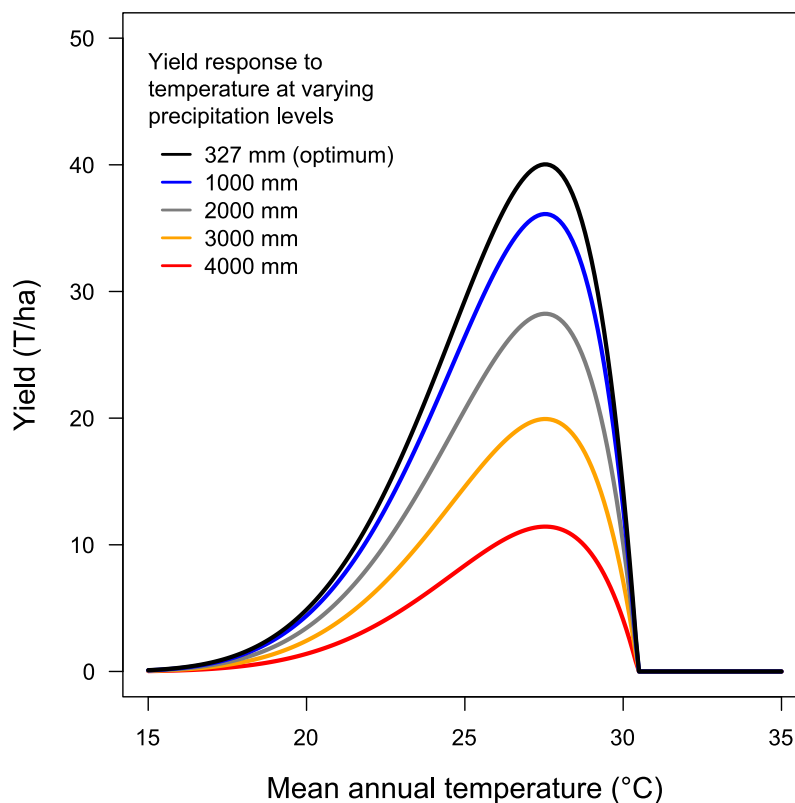 Yield response to
temperature at varying
precipitation levels
327 mm (optimum)
1000 mm
2000 mm
3000 mm
4000 mm
Yield (T/ha)
50
40
30
20
10
0
15
20
25
30
35
Mean annual temperature (°C)